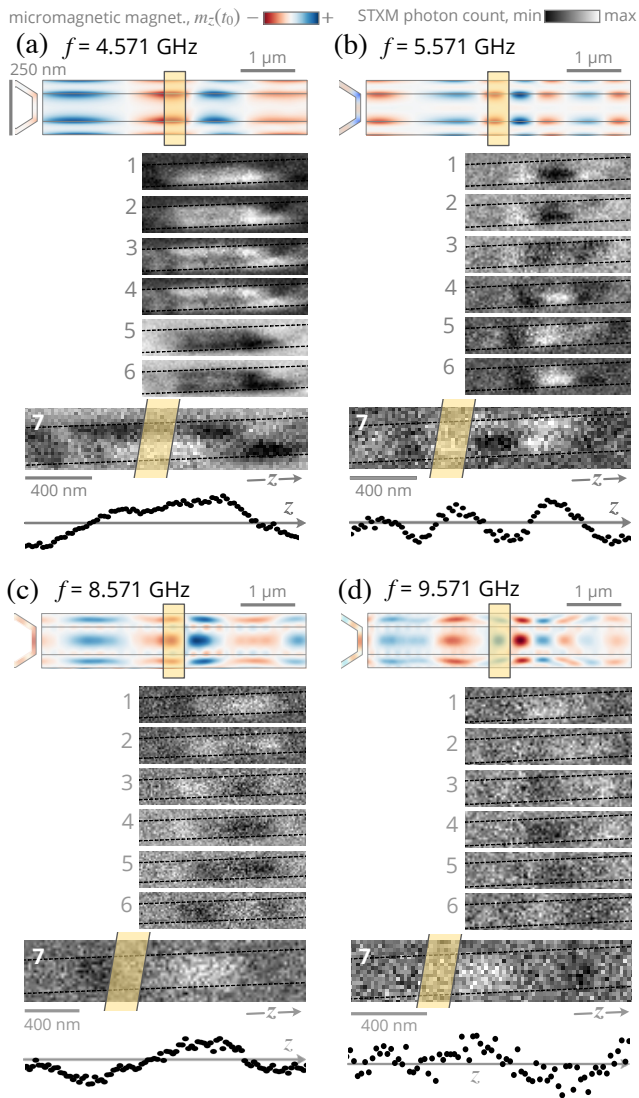 micromagnetic magnet., m_z(t_0) − + STXM photon count, min max
(a) f = 4.571 GHz 1 μm
250 nm
1
2
3
4
5
6
7
400 nm z
z
(b) f = 5.571 GHz 1 μm
1
2
3
4
5
6
7
400 nm z
z
(c) f = 8.571 GHz 1 μm
1
2
3
4
5
6
7
400 nm z
z
(d) f = 9.571 GHz 1 μm
1
2
3
4
5
6
7
400 nm z
z